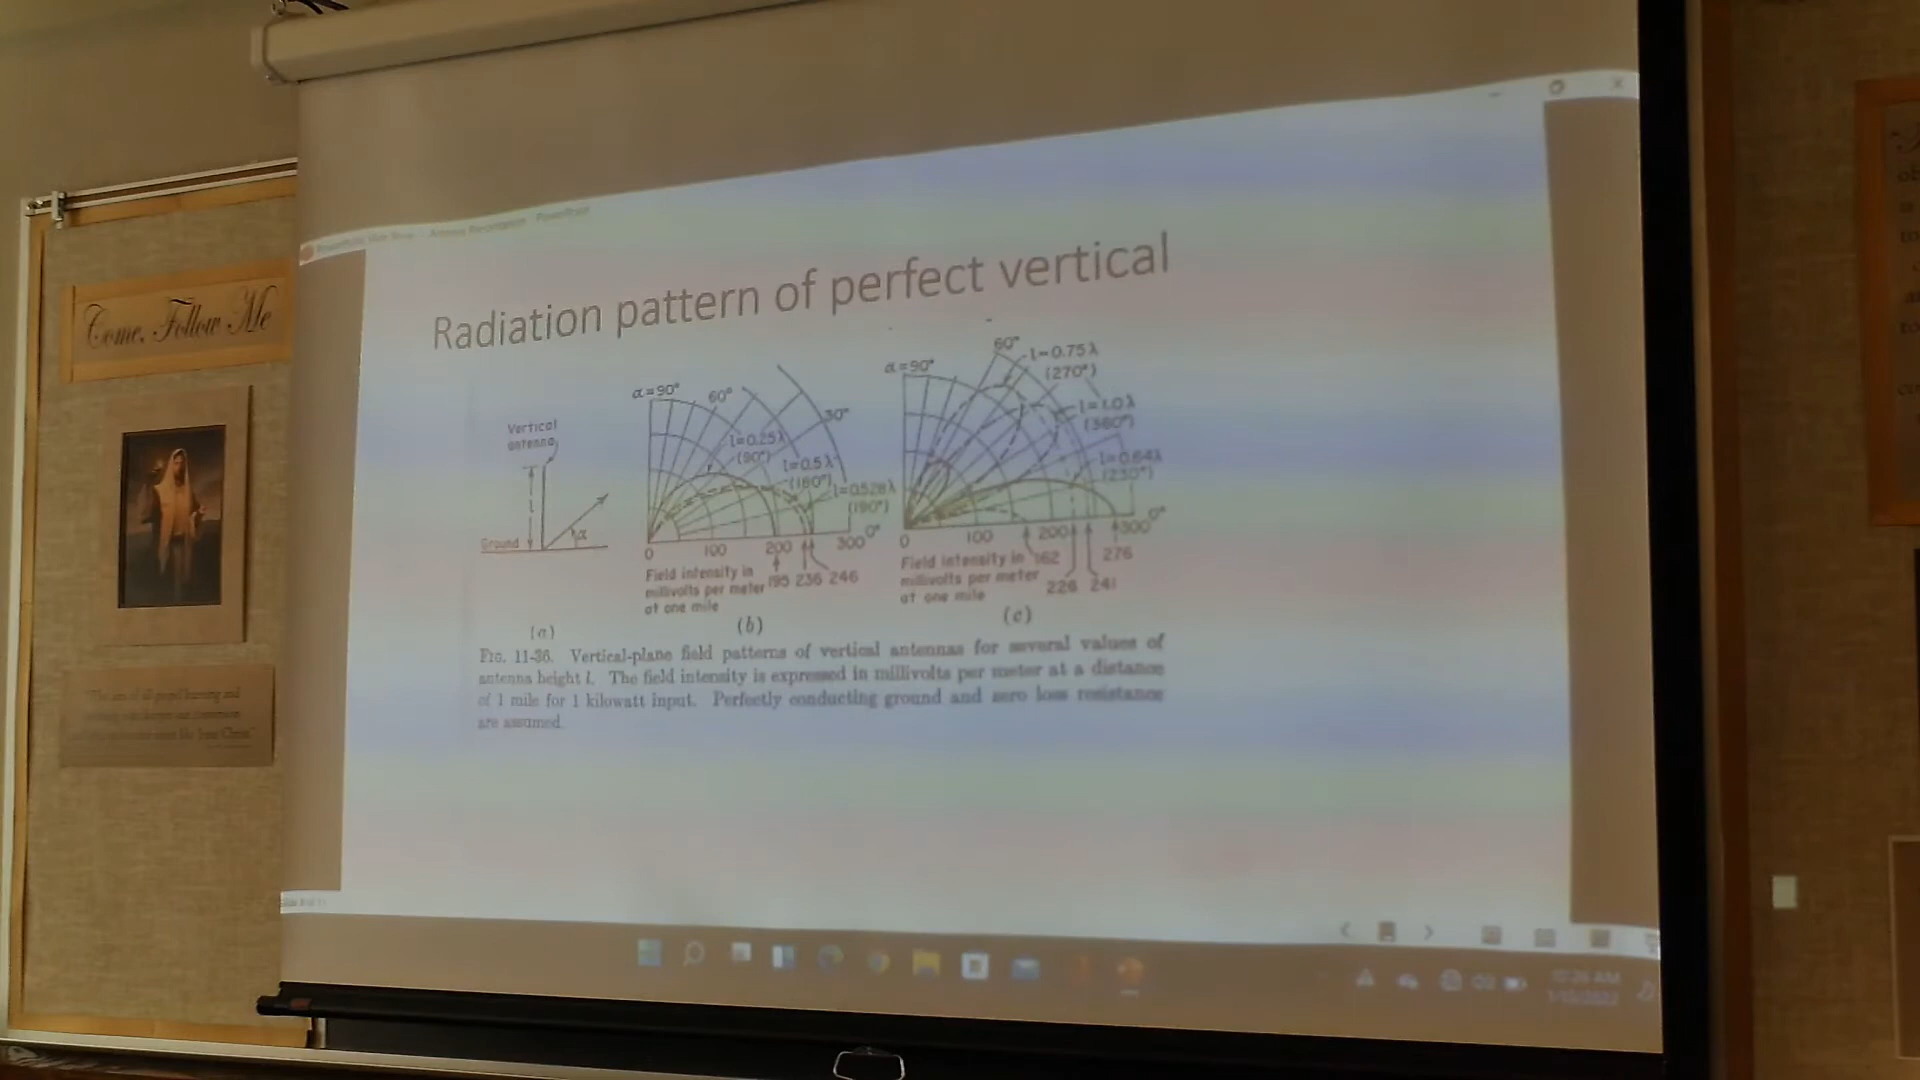 Come, Follow Me
PowerPoint
Radiation pattern of perfect vertical
Vertical
antenna
l
Ground
α
(a)
α=90°
60°
30°
l=0.25λ
(90°)
l=0.5λ
(180°)
l=0.528λ
(190°)
0°
0 100 200 300
195 236 246
Field intensity in
millivolts per meter
at one mile
(b)
α=90°
60°
l=0.75λ
(270°)
l=1.0λ
(360°)
l=0.64λ
(230°)
0°
0 100 200 300
162 276
226 241
Field intensity in
millivolts per meter
at one mile
(c)
FIG. 11-36. Vertical-plane field patterns of vertical antennas for several values of
antenna height l. The field intensity is expressed in millivolts per meter at a distance
of 1 mile for 1 kilowatt input. Perfectly conducting ground and zero loss resistance
are assumed.
10:26 AM